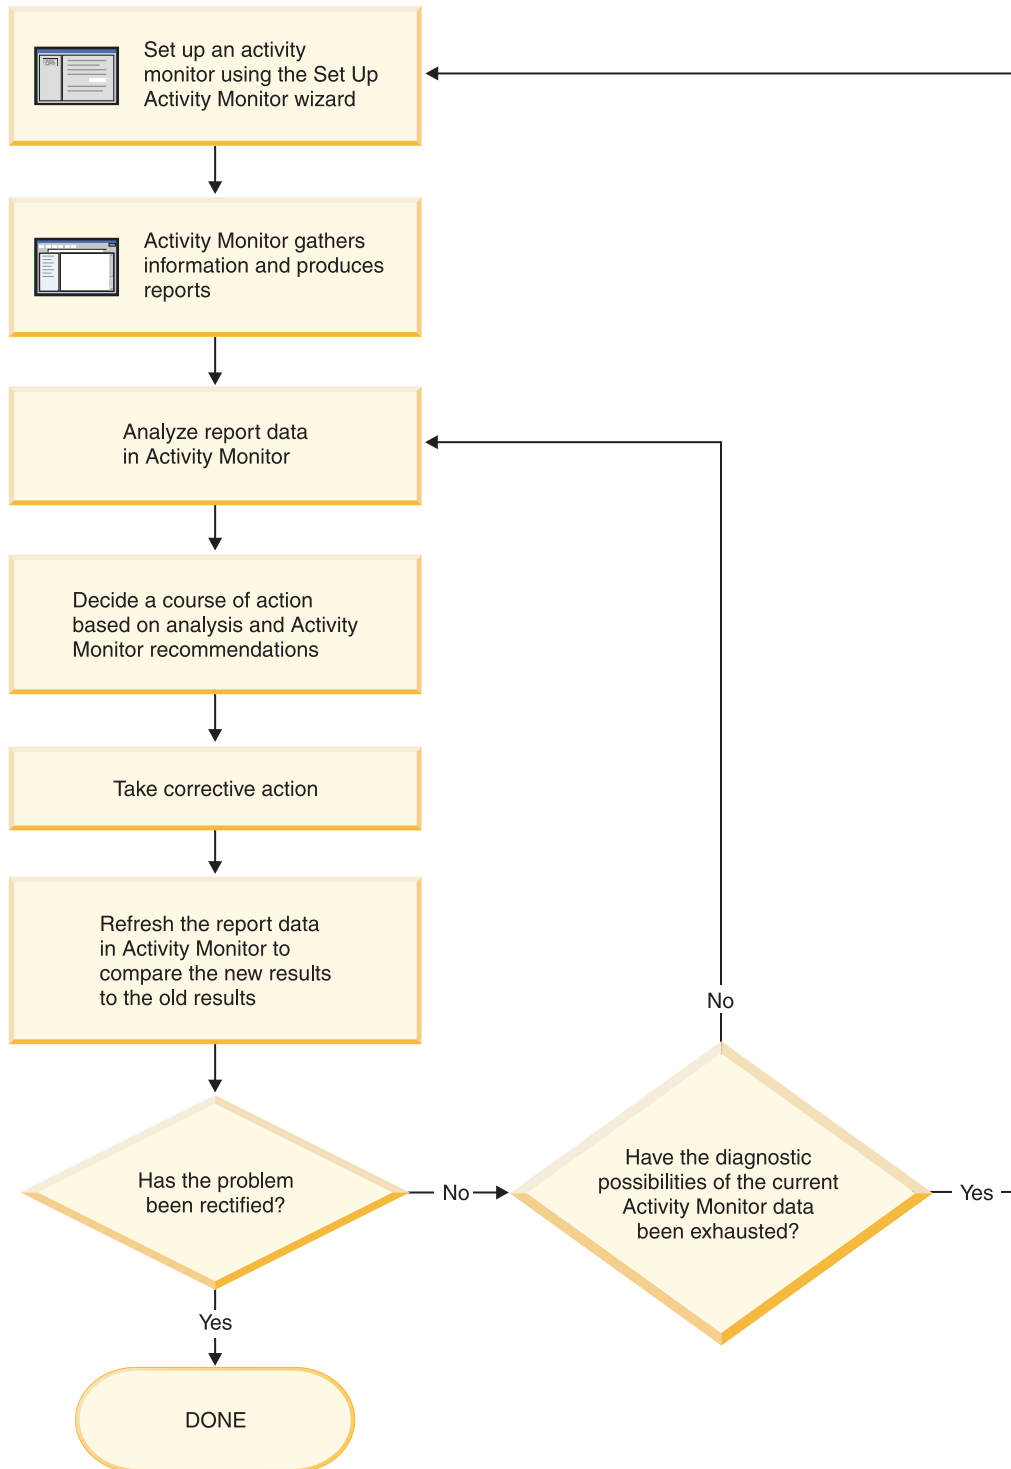 Set up an activity
monitor using the Set Up
Activity Monitor wizard
Activity Monitor gathers
information and produces
reports
Analyze report data
in Activity Monitor
Decide a course of action
based on analysis and Activity
Monitor recommendations
Take corrective action
Refresh the report data
in Activity Monitor to
compare the new results
to the old results
No
Has the problem
been rectified?
No
Have the diagnostic
possibilities of the current
Activity Monitor data
been exhausted?
Yes
Yes
DONE